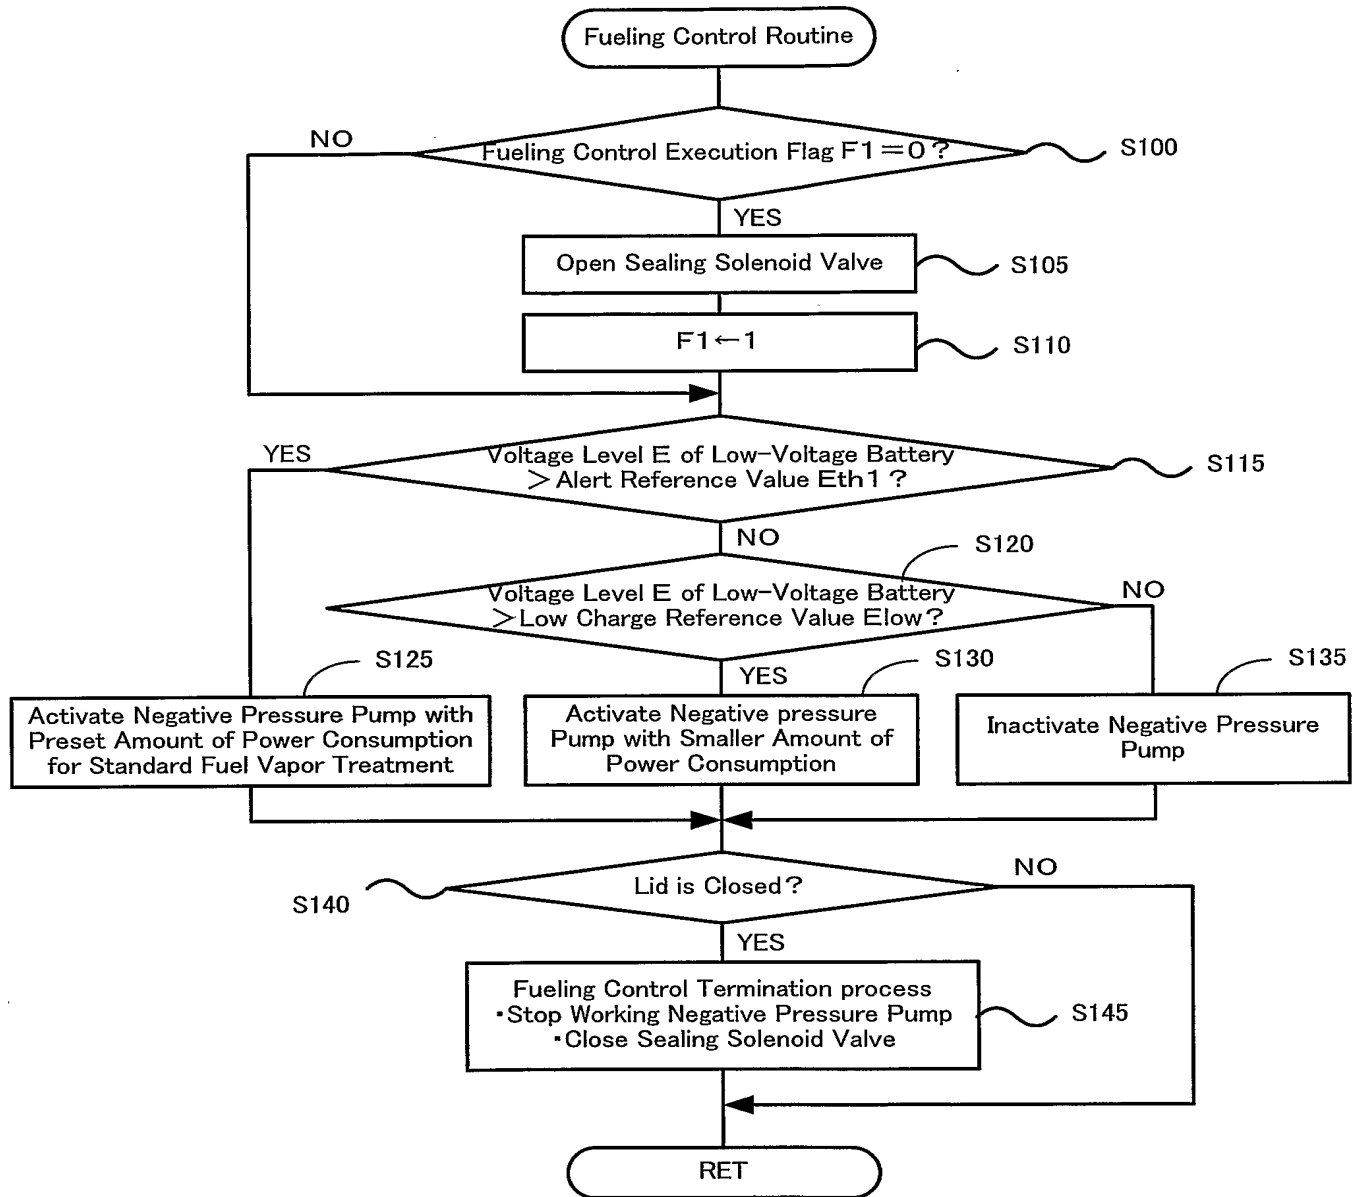 Fueling Control Routine
NO
Fueling Control Execution Flag F1=0?
S100
YES
Open Sealing Solenoid Valve
S105
F1←1
S110
YES
Voltage Level E of Low-Voltage Battery
>Alert Reference Value Eth1?
S115
NO
S120
Voltage Level E of Low-Voltage Battery
>Low Charge Reference Value Elow?
NO
S125
YES
S130
S135
Activate Negative Pressure Pump with
Preset Amount of Power Consumption
for Standard Fuel Vapor Treatment
Activate Negative pressure
Pump with Smaller Amount of
Power Consumption
Inactivate Negative Pressure
Pump
Lid is Closed?
NO
S140
YES
Fueling Control Termination process
・Stop Working Negative Pressure Pump
・Close Sealing Solenoid Valve
S145
RET